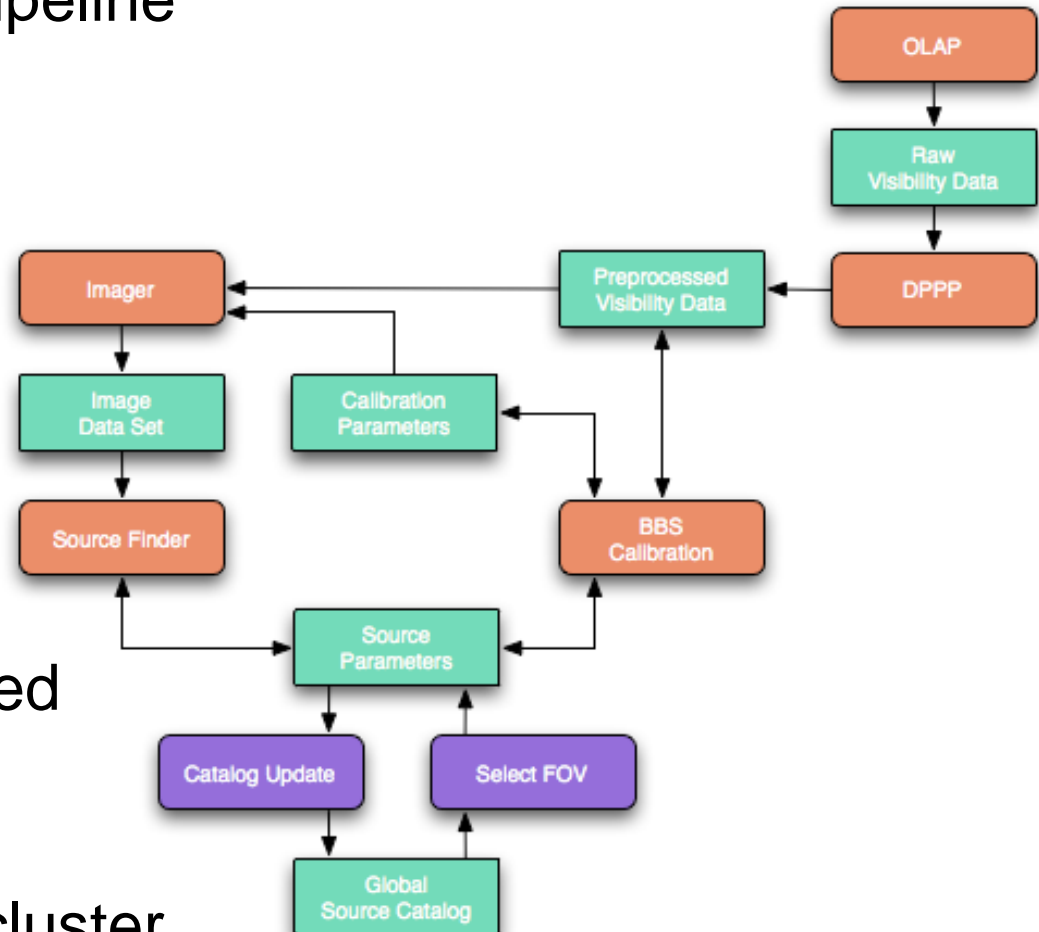 OLAP
Raw
Visibility Data
Imager
Preprocessed
Visibility Data
DPPP
Image
Data Set
Calibration
Parameters
Source Finder
BBS
Calibration
Source
Parameters
Catalog Update
Select FOV
Global
Source Catalog
cluster